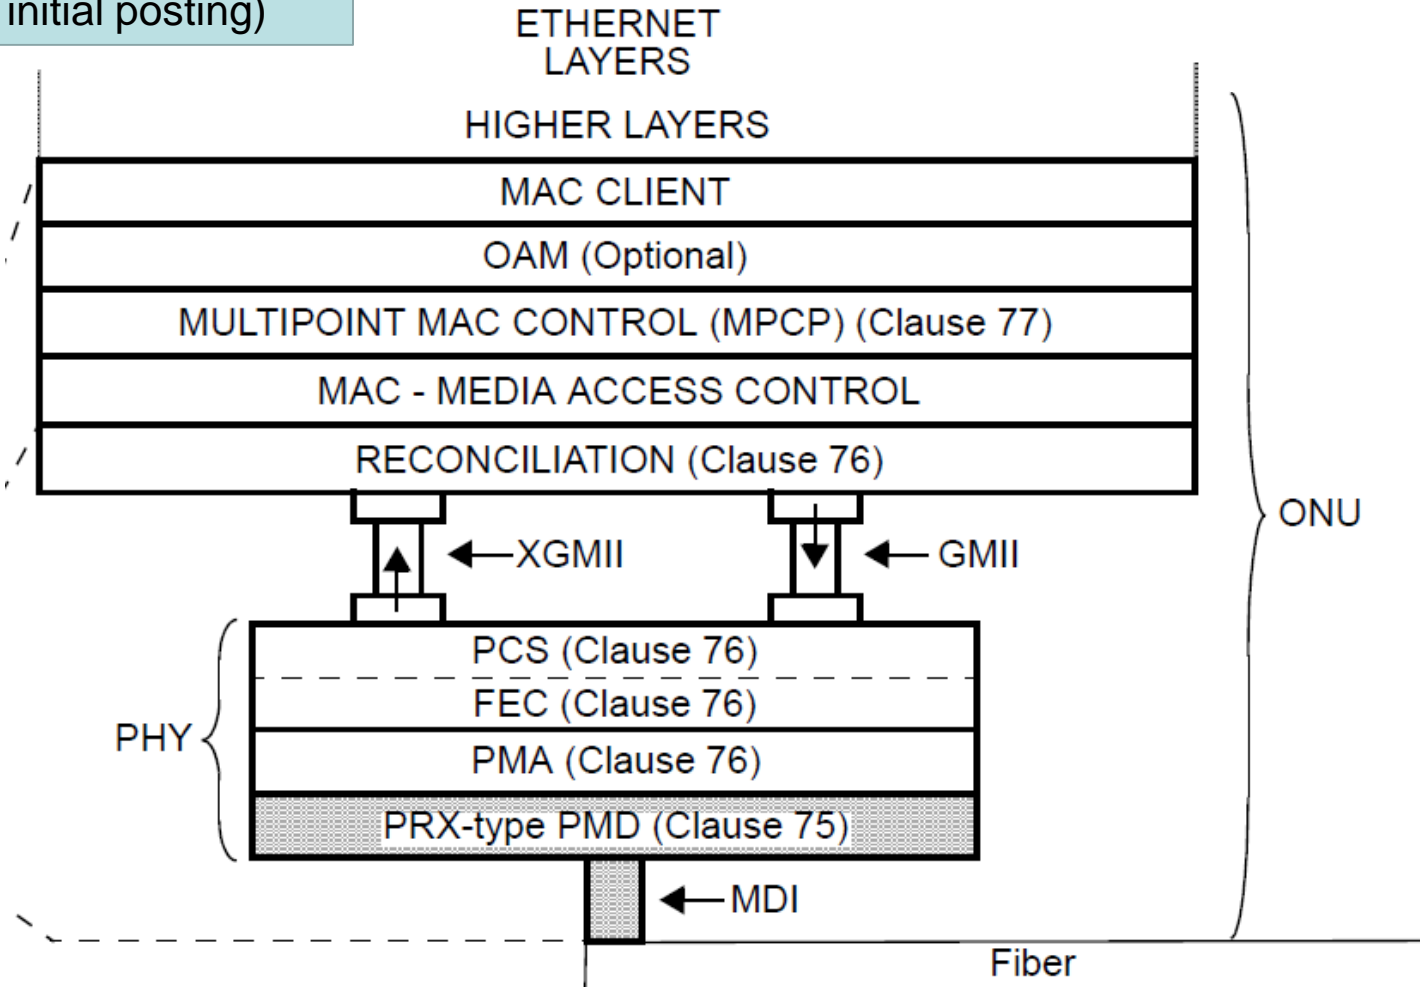 initial posting)
ETHERNET
LAYERS
HIGHER LAYERS
MAC CLIENT
OAM (Optional)
MULTIPOINT MAC CONTROL (MPCP) (Clause 77)
MAC - MEDIA ACCESS CONTROL
RECONCILIATION (Clause 76)
ONU
XGMII
GMII
PCS (Clause 76)
FEC (Clause 76)
PHY
PMA (Clause 76)
PRX-type PMD (Clause 75)
MDI
Fiber